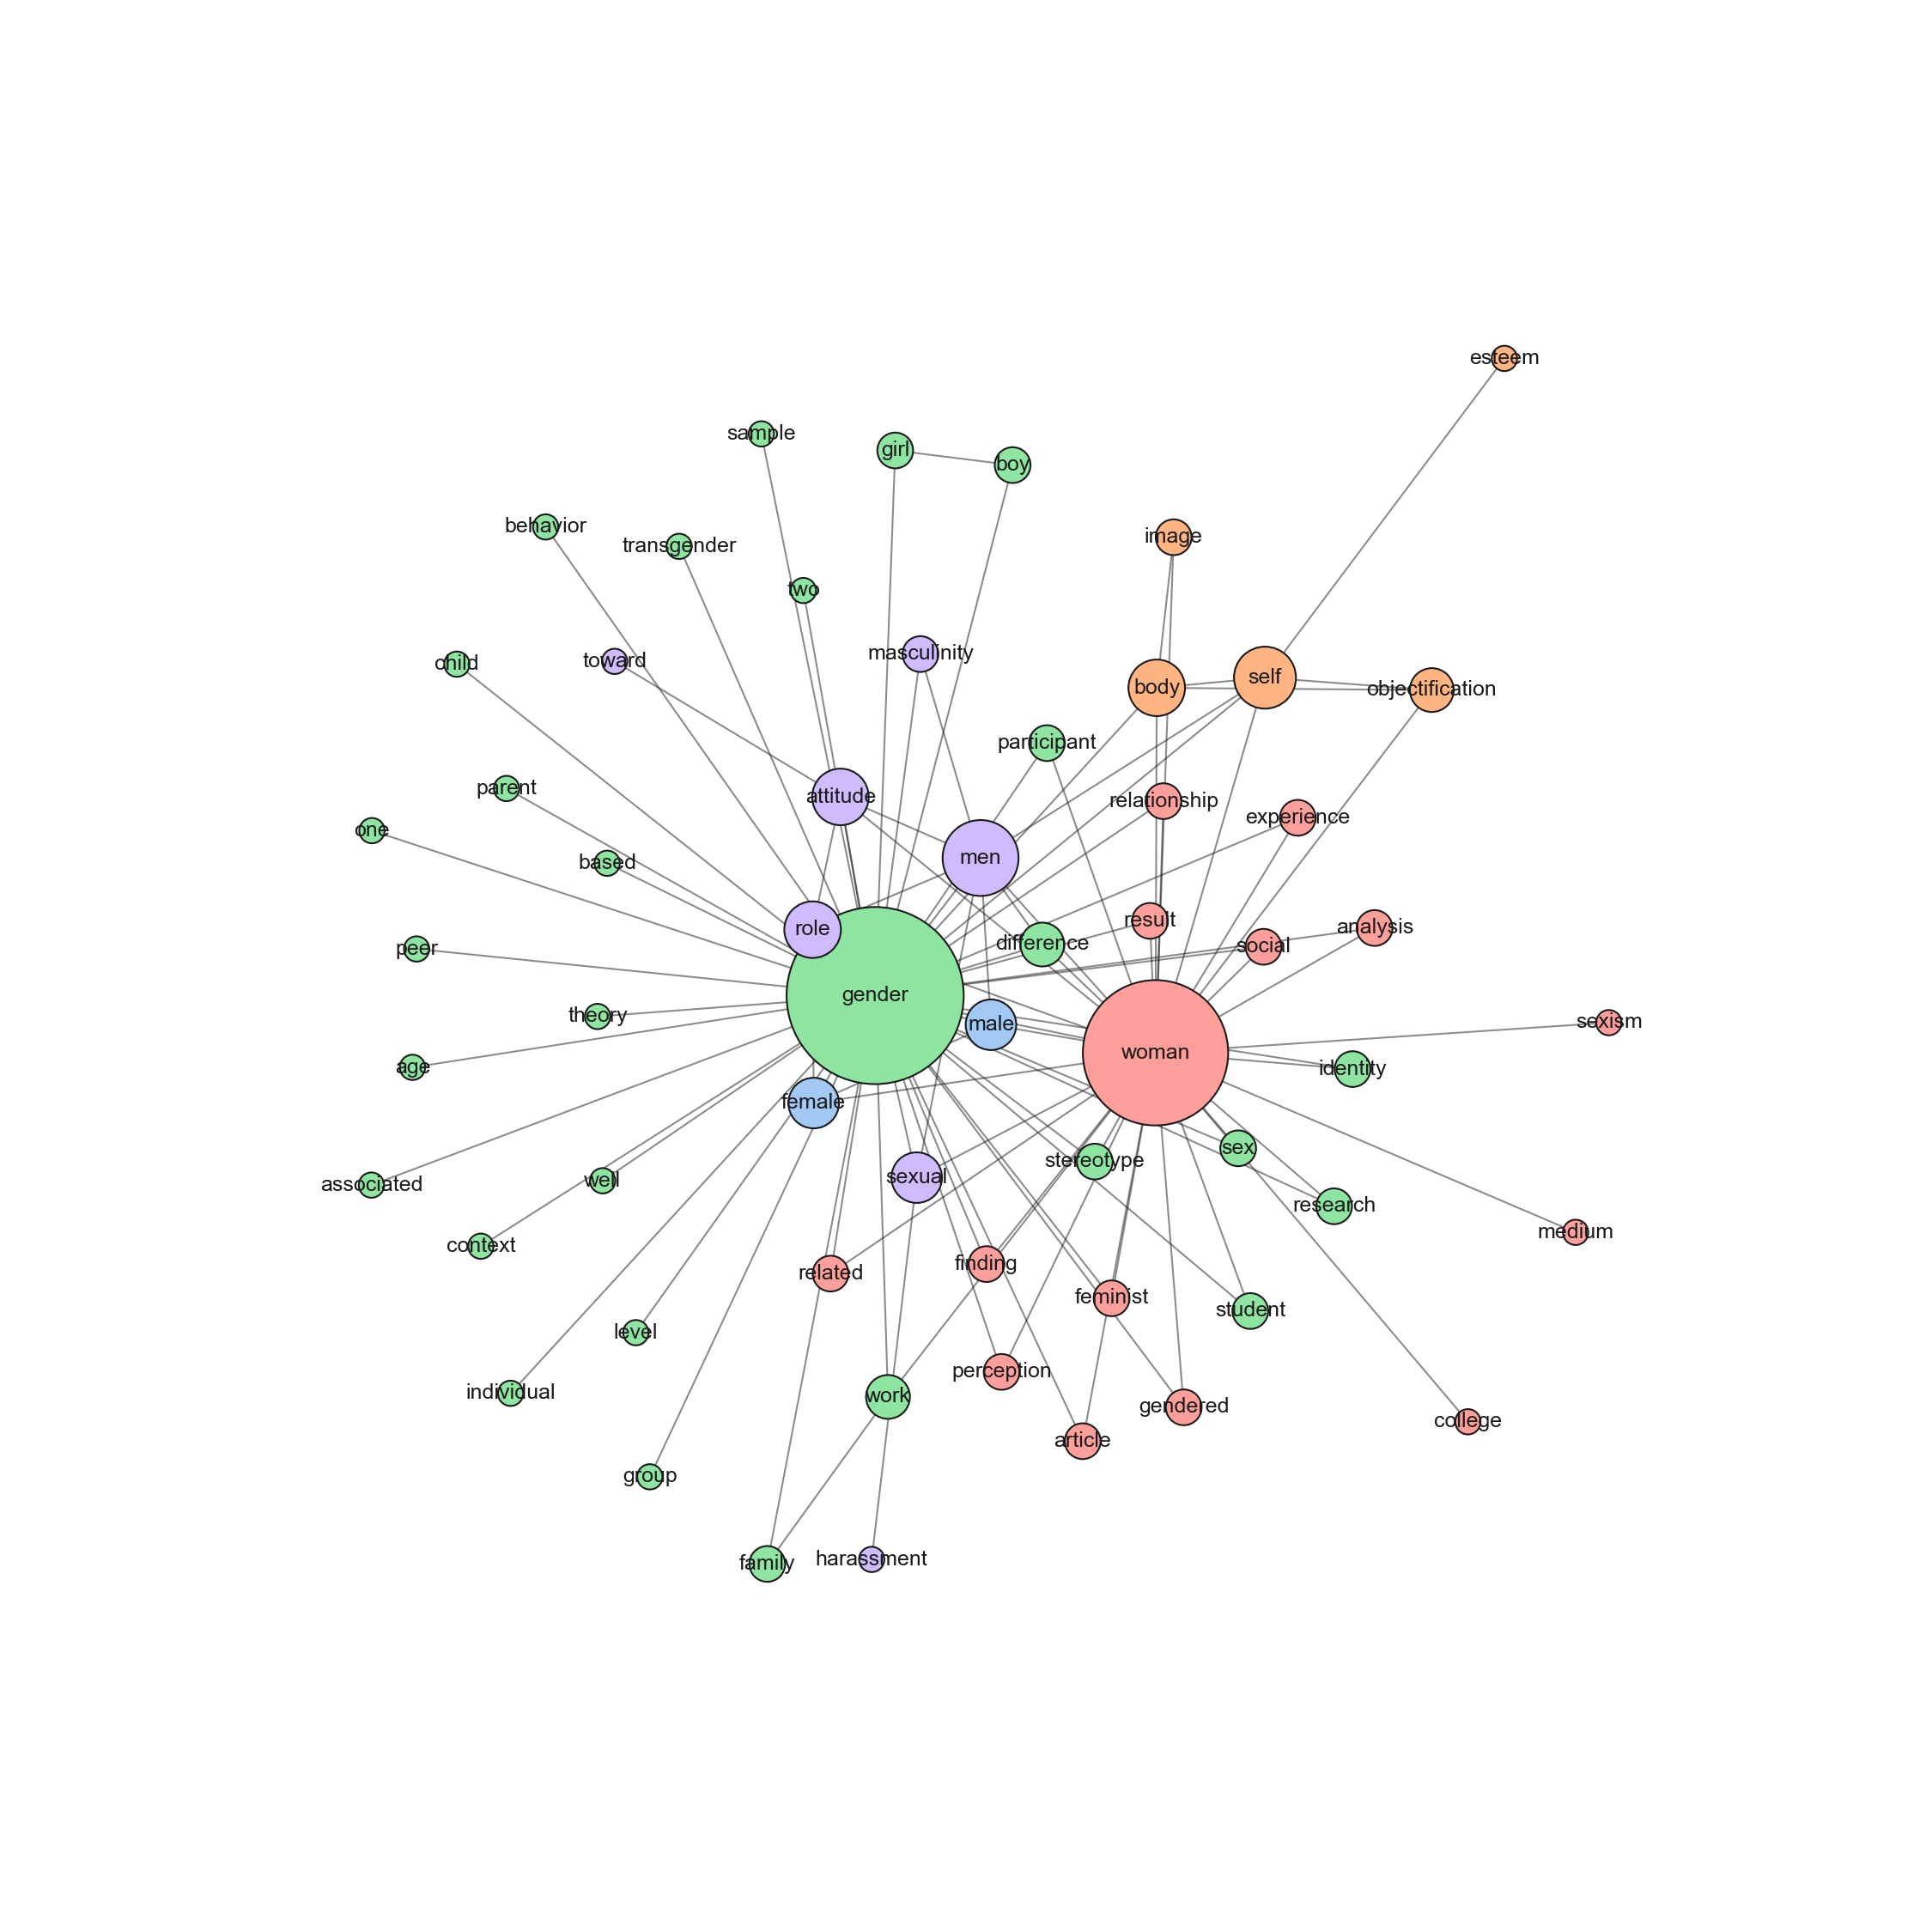 esteem
sample
girl
boy
behavior
transgender
image
two
toward
masculinity
child
body
self
objectification
participant
parent
attitude
relationship
experience
one
based
men
role
result
analysis
peer
difference
social
gender
theory
male
sexism
woman
age
identity
female
sex
stereotype
associated
well
sexual
research
context
medium
related
finding
feminist
student
level
perception
individual
work
gendered
college
article
group
family
harassment